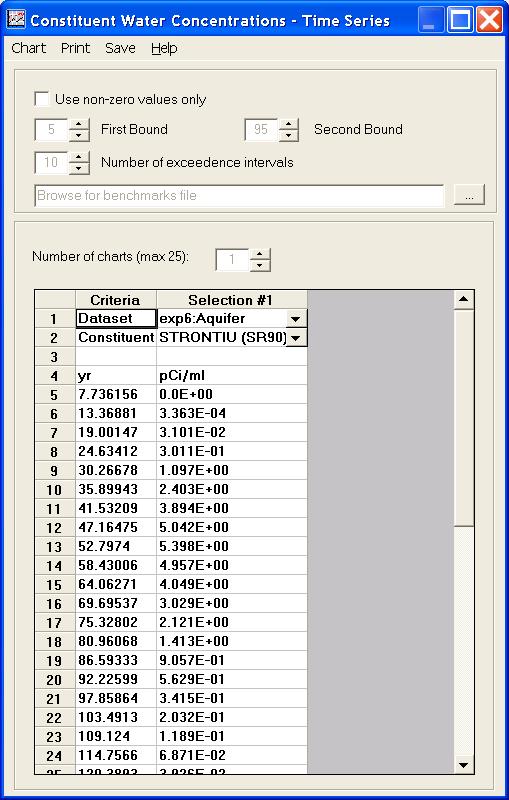 Constituent Water Concentrations - Time Series
Chart Print Save Help
Use non-zero values only
5 First Bound 95 Second Bound
10 Number of exceedence intervals
Browse for benchmarks file ...
Number of charts (max 25): 1
Criteria Selection #1
1 Dataset exp6:Aquifer
2 Constituent STRONTIU (SR90)
3
4 yr pCi/ml
5 7.736156 0.0E+00
6 13.36881 3.363E-04
7 19.00147 3.101E-02
8 24.63412 3.011E-01
9 30.26678 1.097E+00
10 35.89943 2.403E+00
11 41.53209 3.894E+00
12 47.16475 5.042E+00
13 52.7974 5.398E+00
14 58.43006 4.957E+00
15 64.06271 4.049E+00
16 69.69537 3.029E+00
17 75.32802 2.121E+00
18 80.96068 1.413E+00
19 86.59333 9.057E-01
20 92.22599 5.629E-01
21 97.85864 3.415E-01
22 103.4913 2.032E-01
23 109.124 1.189E-01
24 114.7566 6.871E-02